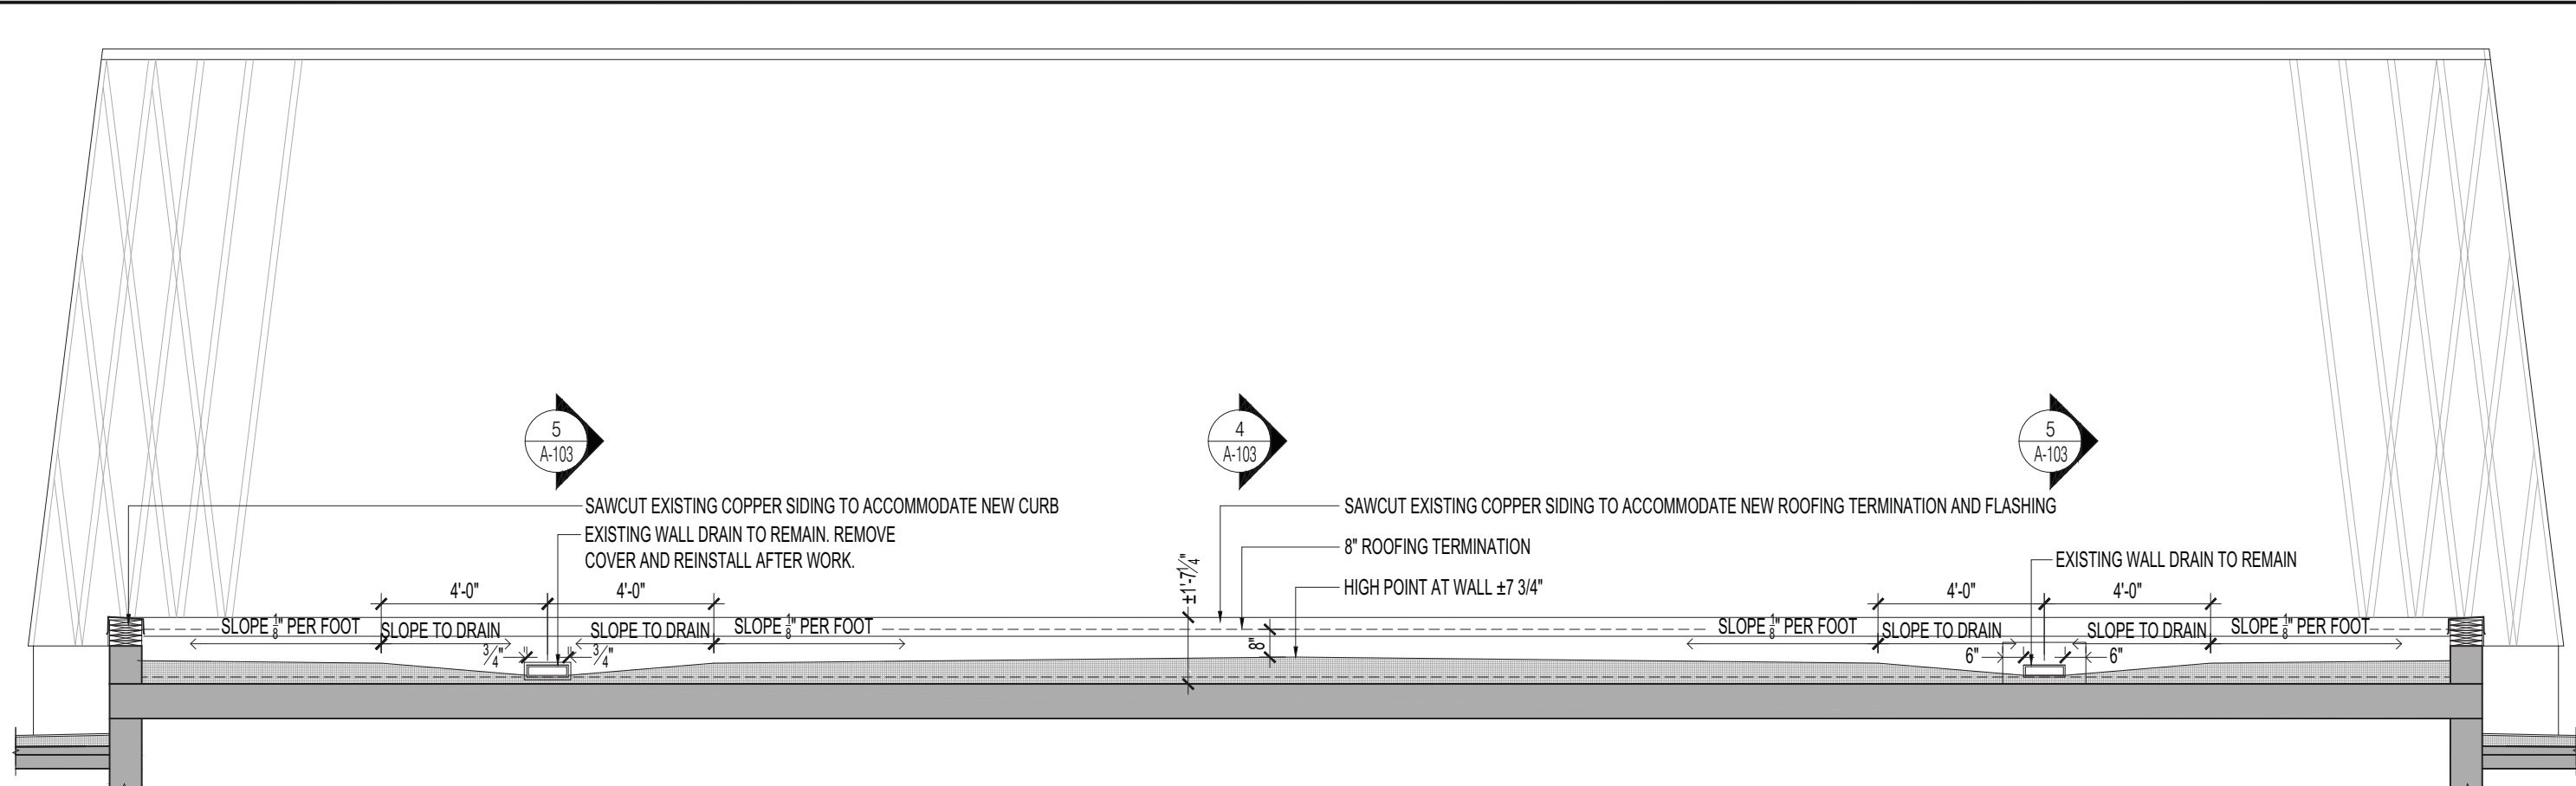 5
A-103
4
A-103
5
A-103
SAWCUT EXISTING COPPER SIDING TO ACCOMMODATE NEW CURB
EXISTING WALL DRAIN TO REMAIN. REMOVE
COVER AND REINSTALL AFTER WORK.
SAWCUT EXISTING COPPER SIDING TO ACCOMMODATE NEW ROOFING TERMINATION AND FLASHING
8" ROOFING TERMINATION
HIGH POINT AT WALL ±7 3/4"
EXISTING WALL DRAIN TO REMAIN
±1'-7 1/4"
4'-0" 4'-0"
4'-0" 4'-0"
SLOPE 1/8" PER FOOT
SLOPE TO DRAIN
SLOPE TO DRAIN
SLOPE 1/8" PER FOOT
SLOPE 1/8" PER FOOT
SLOPE TO DRAIN
SLOPE TO DRAIN
SLOPE 1/8" PER FOOT
3/4" 3/4"
8"
6" 6"